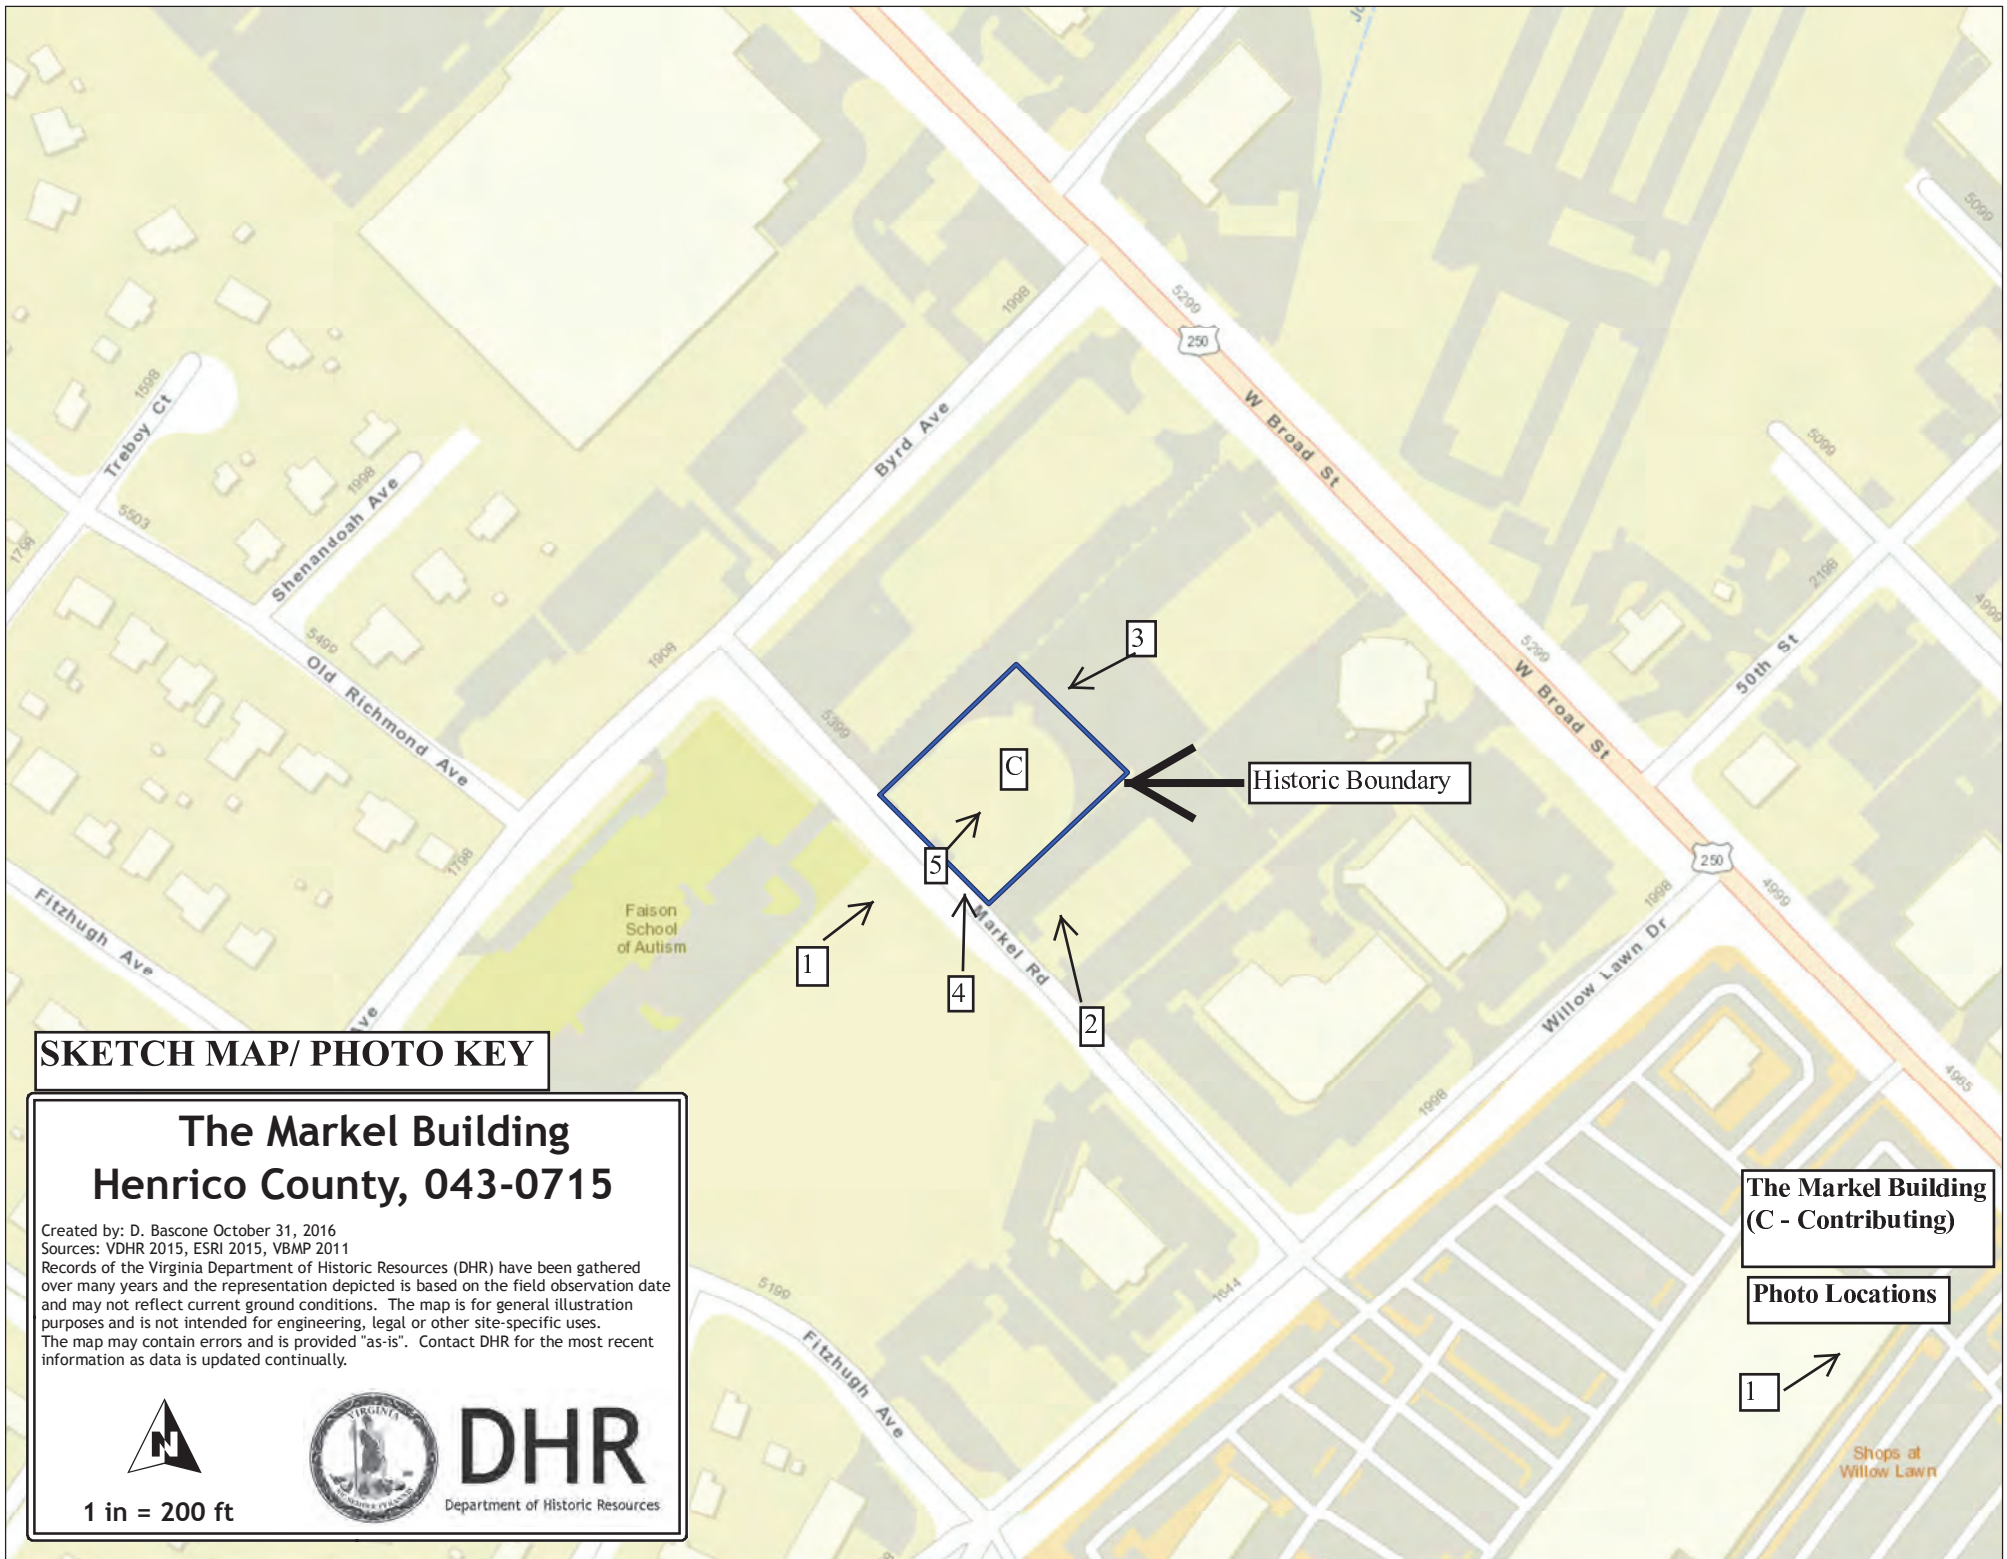 5299
250
W Broad St
1998
Byrd Ave
1598
Treboy Ct
1998
Shenandoah Ave
5503
1798
5499
Old Richmond Ave
1908
5399
1798
5099
5099
4999
2198
50th St
5299
W Broad St
250
4999
1998
Willow Lawn Dr
1998
4965
3
C
Historic Boundary
5
1
4
2
Markel Rd
Faison
School
of Autism
Fitzhugh Ave
Ave
SKETCH MAP/ PHOTO KEY
The Markel Building
Henrico County, 043-0715
Created by: D. Bascone October 31, 2016
Sources: VDHR 2015, ESRI 2015, VBMP 2011
Records of the Virginia Department of Historic Resources (DHR) have been gathered
over many years and the representation depicted is based on the field observation date
and may not reflect current ground conditions. The map is for general illustration
purposes and is not intended for engineering, legal or other site-specific uses.
The map may contain errors and is provided "as-is". Contact DHR for the most recent
information as data is updated continually.
N
1 in = 200 ft
VIRGINIA
DHR
Department of Historic Resources
5199
Fitzhugh Ave
1644
The Markel Building
(C - Contributing)
Photo Locations
1
Shops at
Willow Lawn